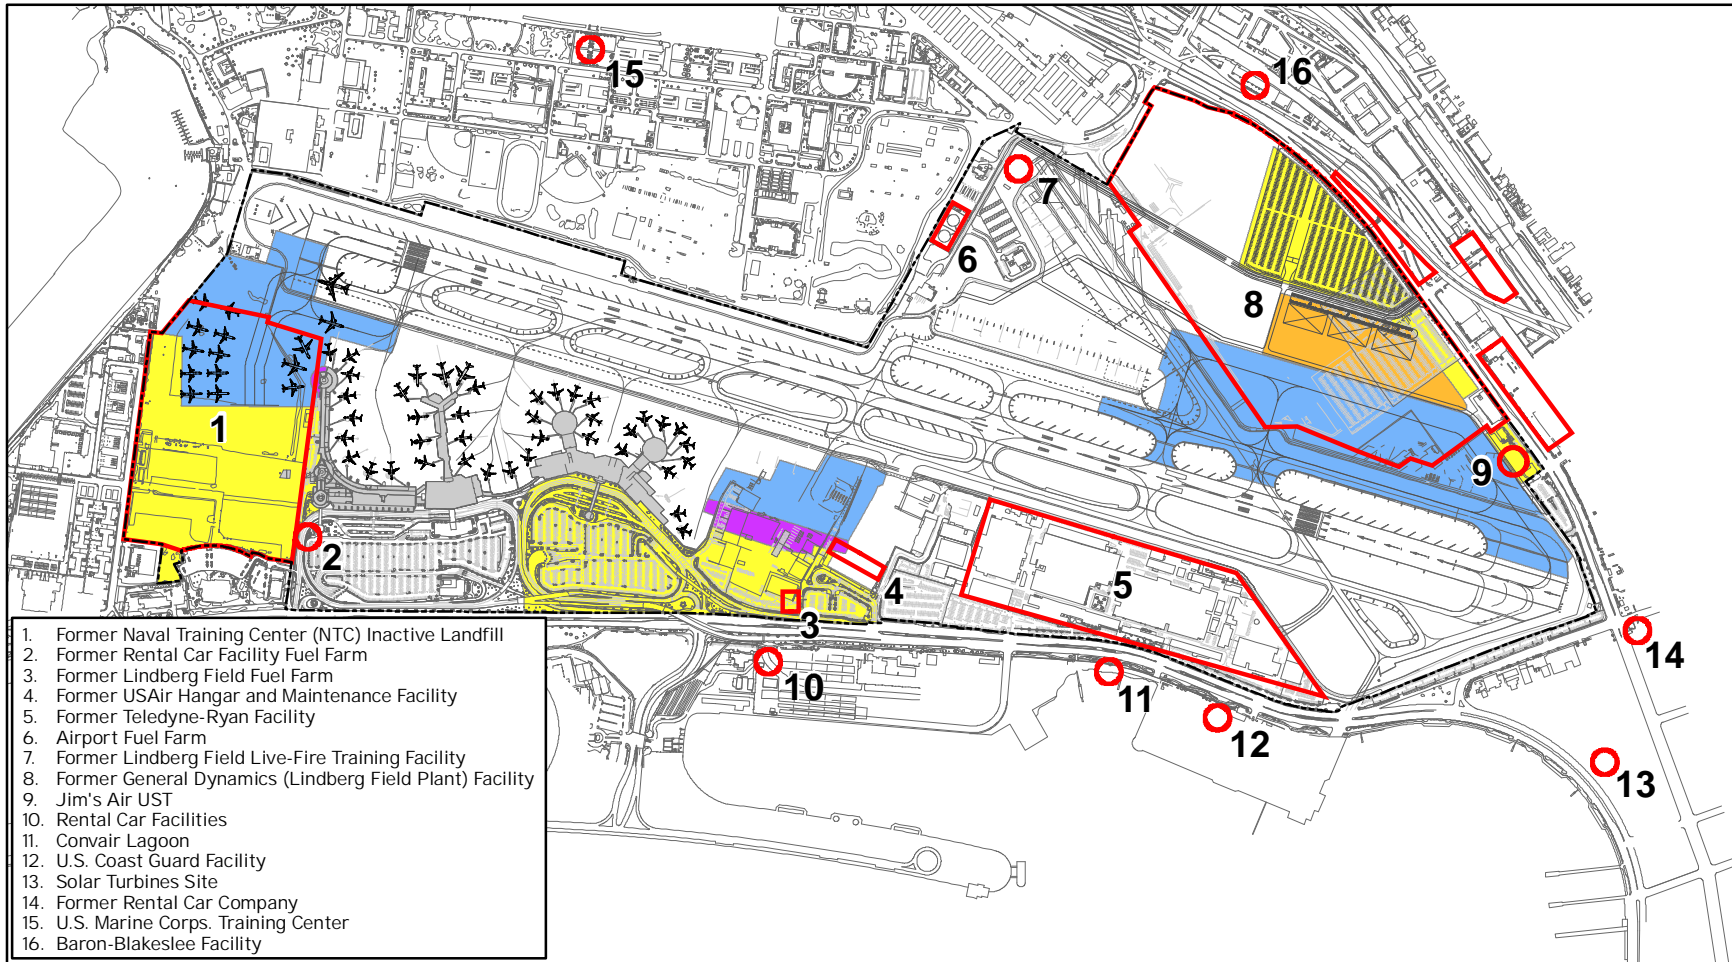 15
16
7
6
8
1
9
2
4
5
3
10
11
12
14
13
1. Former Naval Training Center (NTC) Inactive Landfill
2. Former Rental Car Facility Fuel Farm
3. Former Lindberg Field Fuel Farm
4. Former USAir Hangar and Maintenance Facility
5. Former Teledyne-Ryan Facility
6. Airport Fuel Farm
7. Former Lindberg Field Live-Fire Training Facility
8. Former General Dynamics (Lindberg Field Plant) Facility
9. Jim's Air UST
10. Rental Car Facilities
11. Convair Lagoon
12. U.S. Coast Guard Facility
13. Solar Turbines Site
14. Former Rental Car Company
15. U.S. Marine Corps. Training Center
16. Baron-Blakeslee Facility